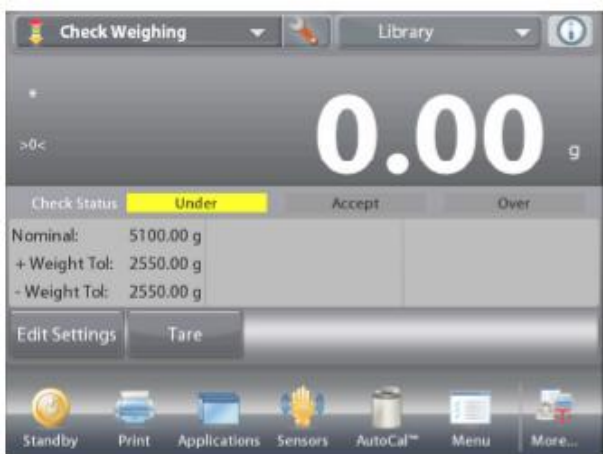 Check Weighing Library
*
>0< 0.00 g
Check Status Under Accept Over
Nominal: 5100.00 g
+ Weight Tol: 2550.00 g
- Weight Tol: 2550.00 g
Edit Settings Tare
Standby Print Applications Sensors AutoCal™ Menu More...